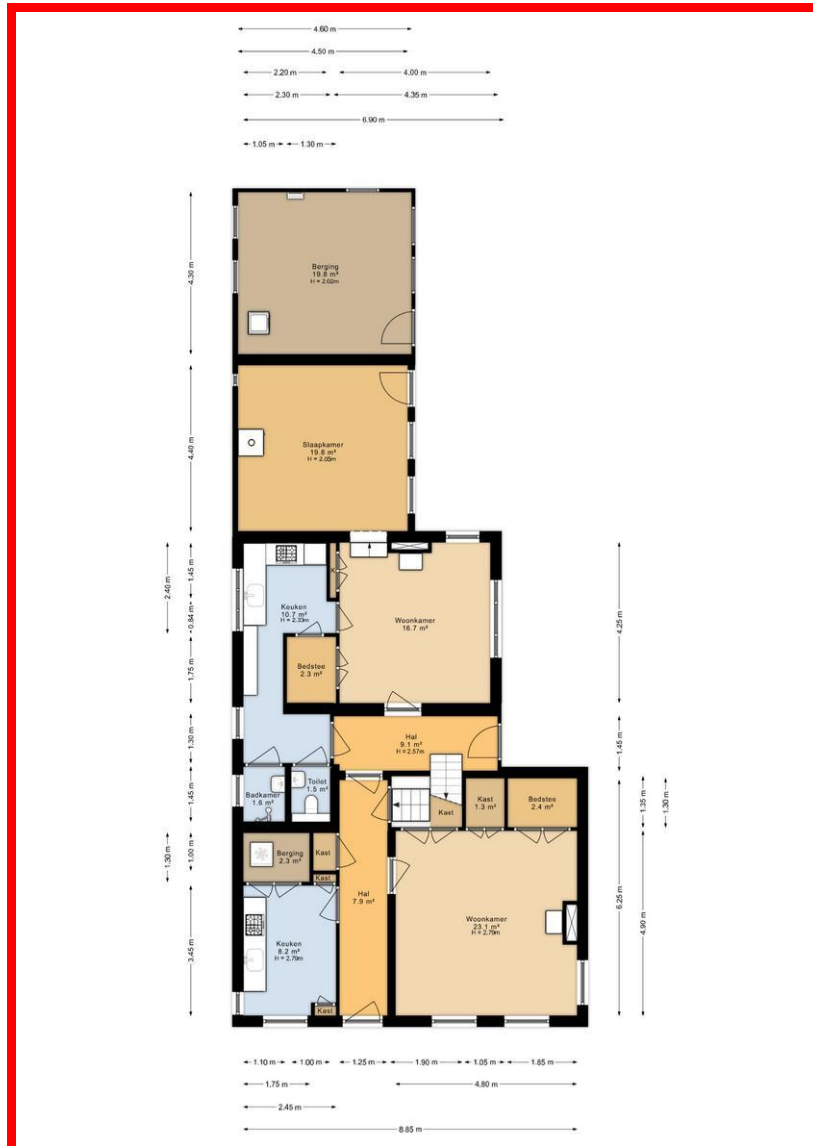 4.60 m
4.50 m
2.20 m 4.00 m
2.30 m 4.35 m
6.90 m
1.05 m 1.30 m
4.30 m
Berging
19.8 m²
H = 2.02m
4.40 m
Slaapkamer
19.8 m²
H = 2.05m
2.40 m
1.45 m
0.84 m
1.75 m
1.30 m
1.45 m
K
Keuken
10.7 m²
H = 2.33m
Woonkamer
16.7 m²
4.25 m
Bedstee
2.3 m²
Hal
9.1 m²
H = 2.57m
1.45 m
Badkamer
1.6 m²
Toilet
1.5 m²
Kast
Kast
1.3 m²
Bedstee
2.4 m²
1.35 m
1.30 m
6.25 m
4.90 m
1.30 m
1.00 m
3.45 m
Berging
2.3 m²
Kast
Kast
Hal
7.9 m²
Woonkamer
23.1 m²
H = 2.79m
Keuken
8.2 m²
H = 2.79m
Kast
1.10 m 1.00 m 1.25 m 1.90 m 1.05 m 1.85 m
1.75 m 4.80 m
2.45 m
8.85 m